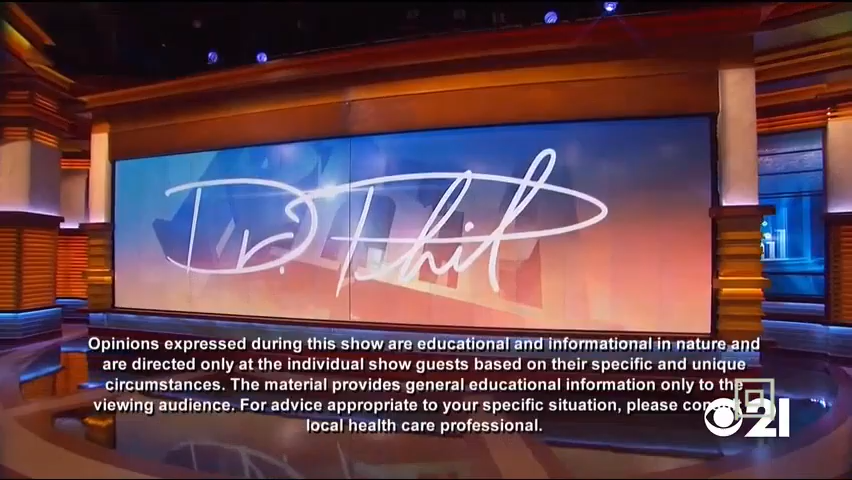 Dr. Phil
Opinions expressed during this show are educational and informational in nature and
are directed only at the individual show guests based on their specific and unique
circumstances. The material provides general educational information only to the
viewing audience. For advice appropriate to your specific situation, please
local health care professional.
21